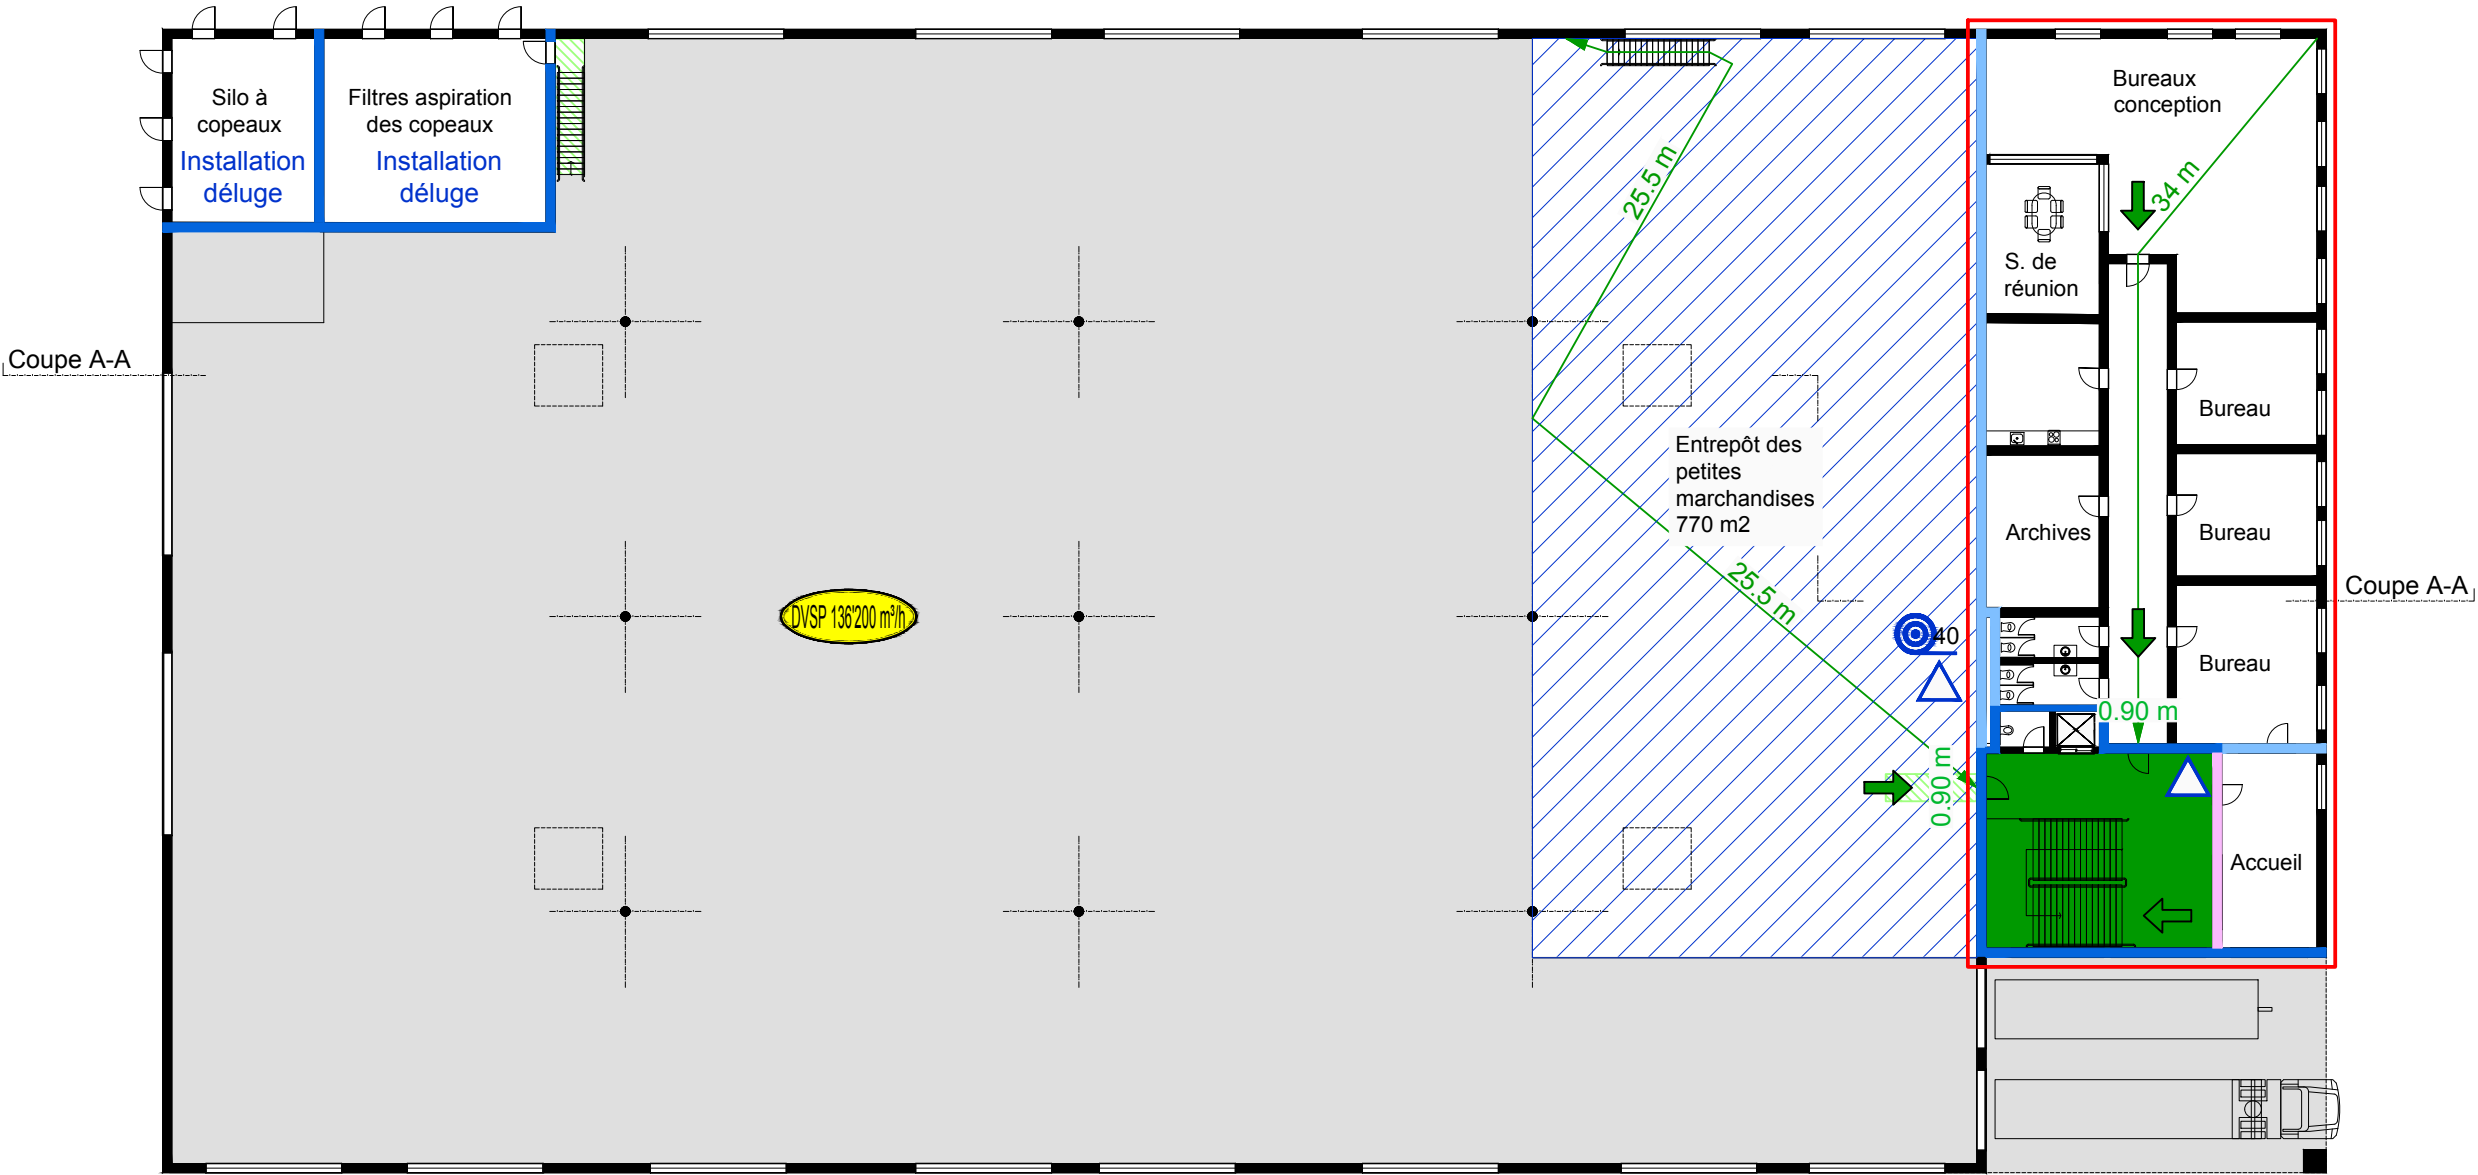 Silo à
copeaux
Installation
déluge
Filtres aspiration
des copeaux
Installation
déluge
Bureaux
conception
25.5 m
34 m
S. de
réunion
Coupe A-A
Bureau
Entrepôt des
petites
marchandises
770 m2
Archives
Bureau
25.5 m
Coupe A-A
DVSP 136'200 m³/h
40
Bureau
0.90 m
0.90 m
Accueil